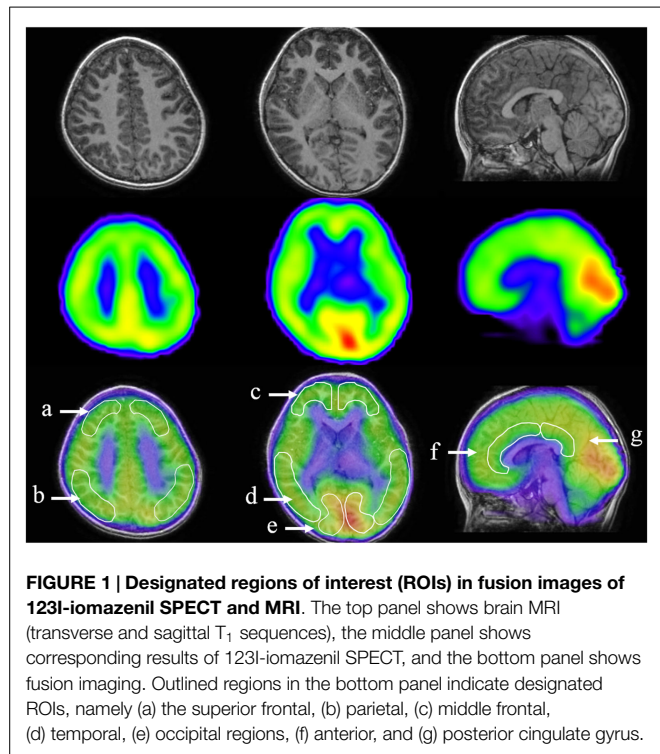 a
b
c
d
e
f
g
FIGURE 1 | Designated regions of interest (ROIs) in fusion images of
123I-iomazenil SPECT and MRI. The top panel shows brain MRI
(transverse and sagittal T₁ sequences), the middle panel shows
corresponding results of 123I-iomazenil SPECT, and the bottom panel shows
fusion imaging. Outlined regions in the bottom panel indicate designated
ROIs, namely (a) the superior frontal, (b) parietal, (c) middle frontal,
(d) temporal, (e) occipital regions, (f) anterior, and (g) posterior cingulate gyrus.